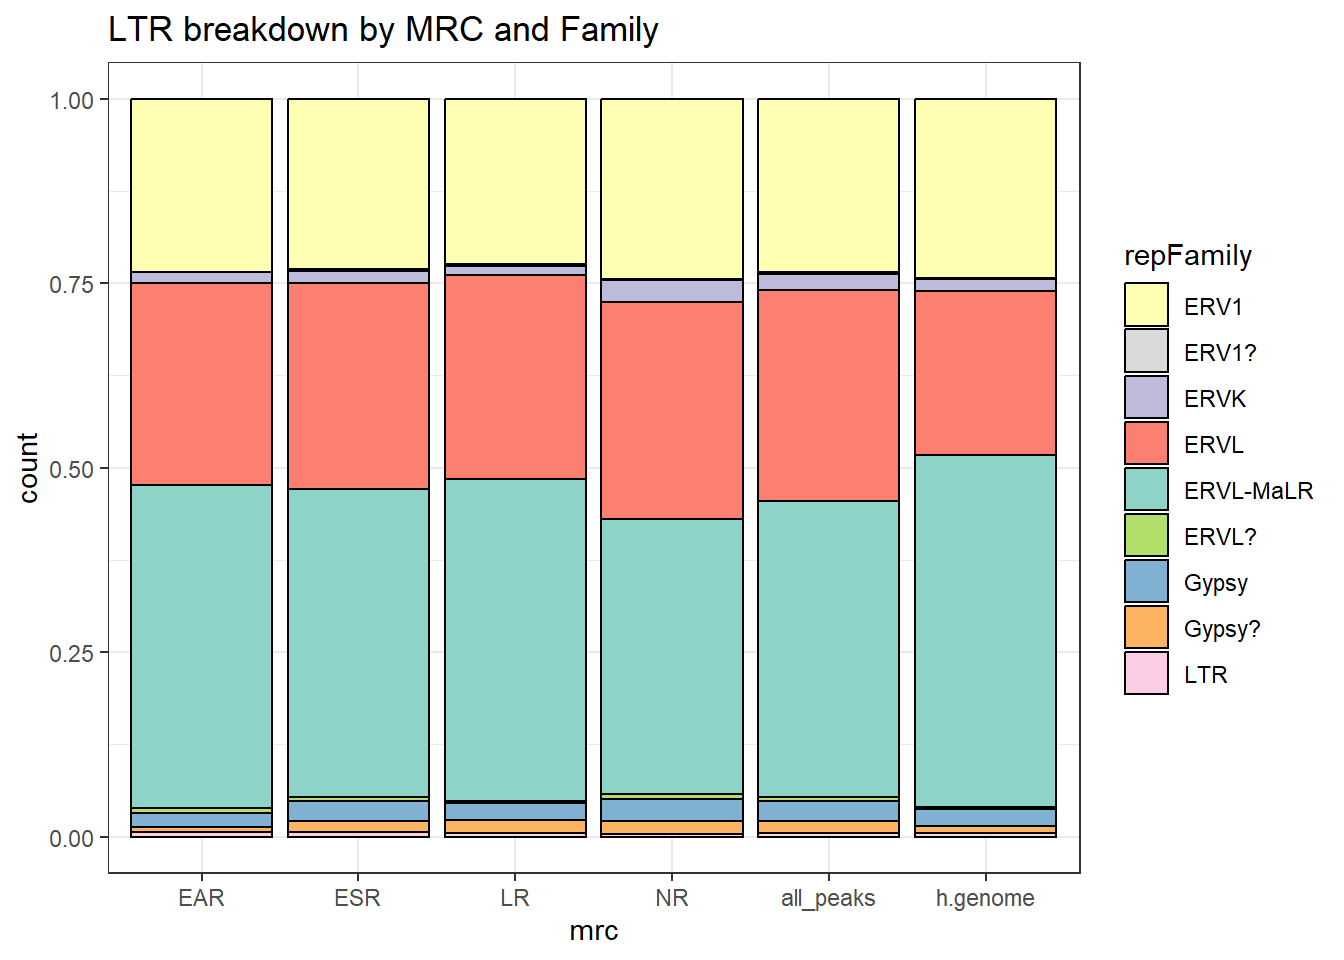 LTR breakdown by MRC and Family
count
1.00
0.75
0.50
0.25
0.00
EAR
ESR
LR
NR
all_peaks
h.genome
mrc
repFamily
ERV1
ERV1?
ERVK
ERVL
ERVL-MaLR
ERVL?
Gypsy
Gypsy?
LTR